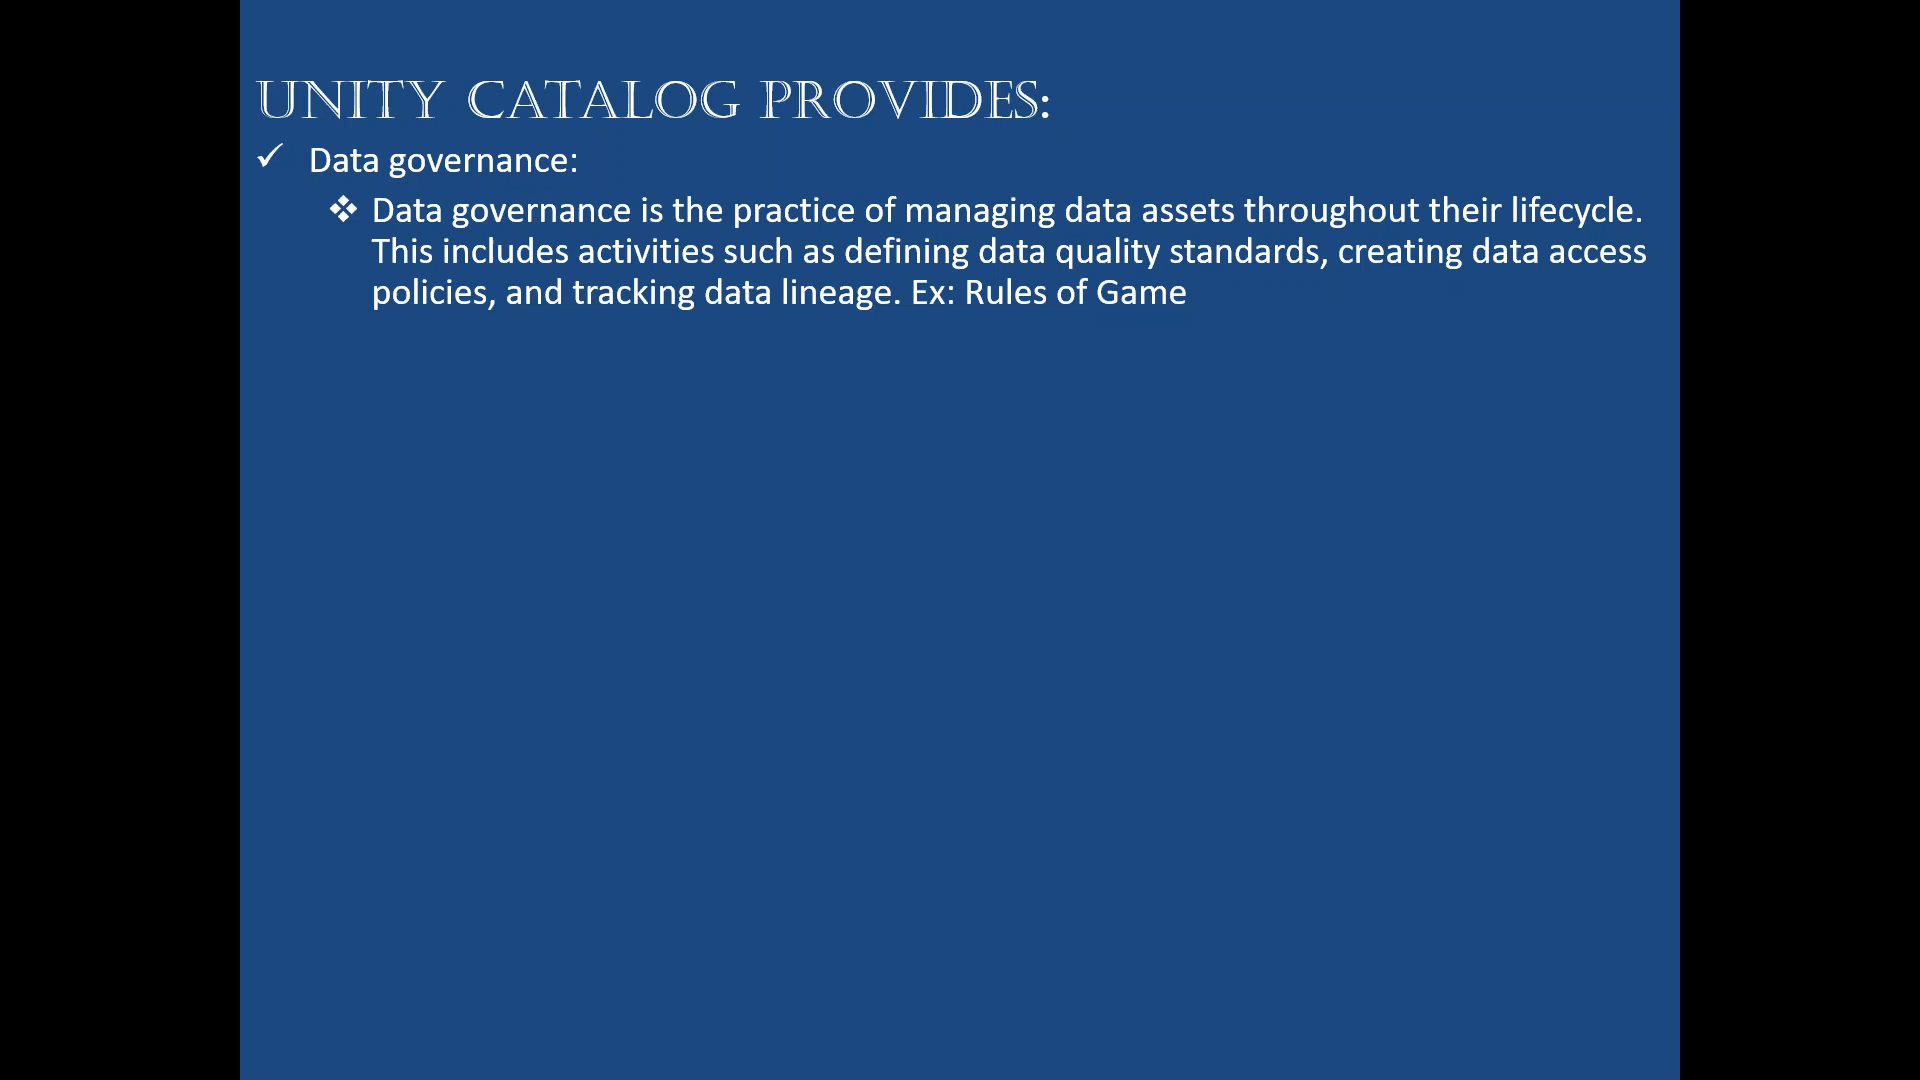 UNITY CATALOG PROVIDES:
✓ Data governance:
❖ Data governance is the practice of managing data assets throughout their lifecycle.
This includes activities such as defining data quality standards, creating data access
policies, and tracking data lineage. Ex: Rules of Game